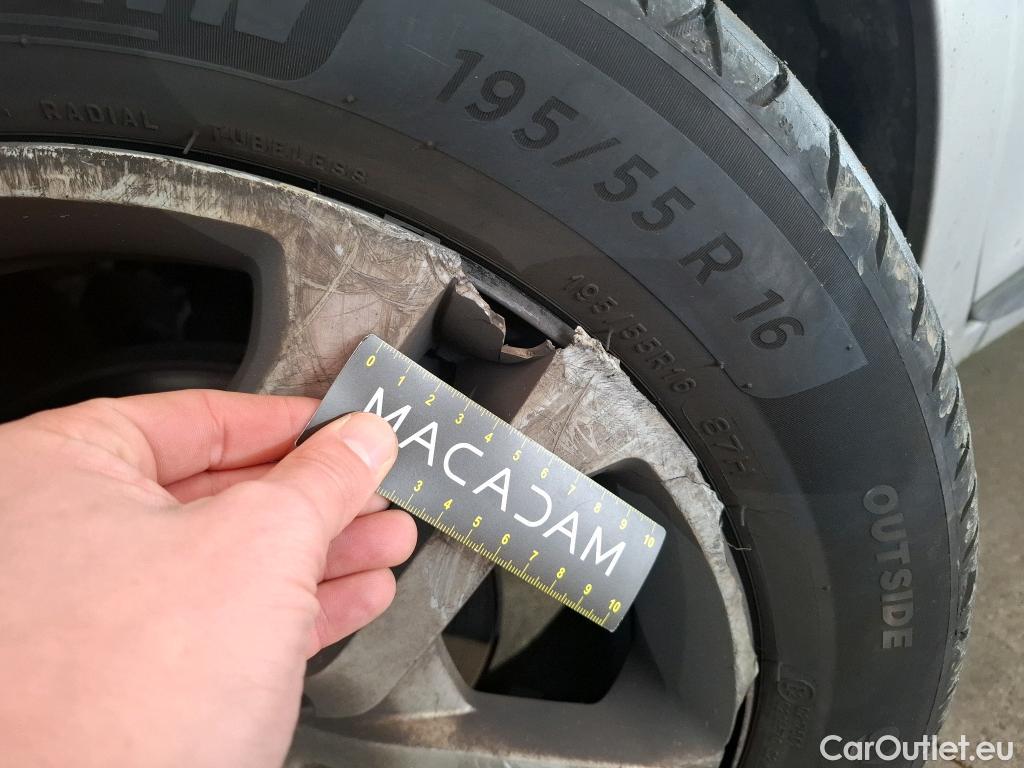 RADIAL TUBELESS
195/55 R 16
195/55R16 87H
OUTSIDE
0 1 2 3 4 5 6 7 8 9 10
MACADAM
3 4 5 6 7 8 9 10
CarOutlet.eu